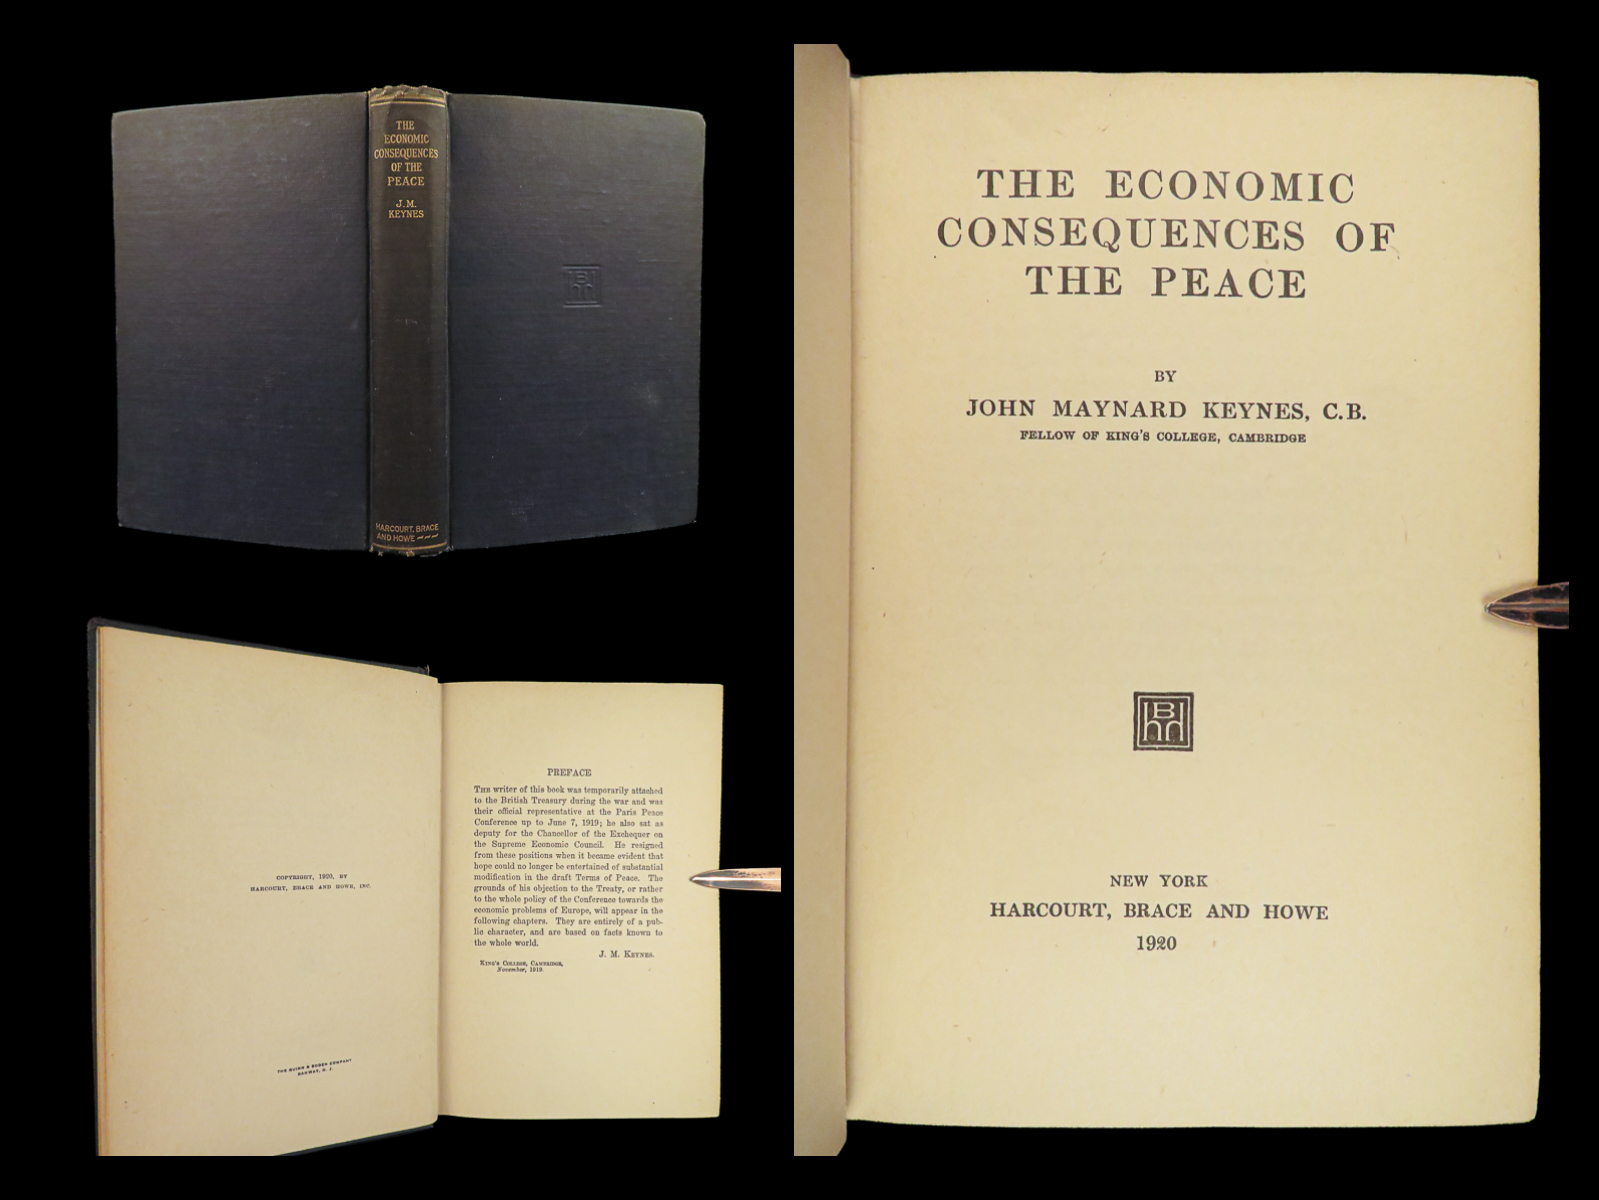 THE
ECONOMIC
CONSEQUENCES
OF THE
PEACE
J.M.
KEYNES
HARCOURT, BRACE
AND HOWE
THE ECONOMIC
CONSEQUENCES OF
THE PEACE
BY
JOHN MAYNARD KEYNES, C.B.
FELLOW OF KING'S COLLEGE, CAMBRIDGE
NEW YORK
HARCOURT, BRACE AND HOWE
1920
COPYRIGHT, 1920, BY
HARCOURT, BRACE AND HOWE, INC.
THE QUINN & BODEN COMPANY
RAHWAY, N. J.
PREFACE
THE writer of this book was temporarily attached
to the British Treasury during the war and was
their official representative at the Paris Peace
Conference up to June 7, 1919; he also sat as
deputy for the Chancellor of the Exchequer on
the Supreme Economic Council. He resigned
from these positions when it became evident that
hope could no longer be entertained of substantial
modification in the draft Terms of Peace. The
grounds of his objection to the Treaty, or rather
to the whole policy of the Conference towards the
economic problems of Europe, will appear in the
following chapters. They are entirely of a pub-
lic character, and are based on facts known to
the whole world.
J. M. KEYNES.
KING'S COLLEGE, CAMBRIDGE,
November, 1919.